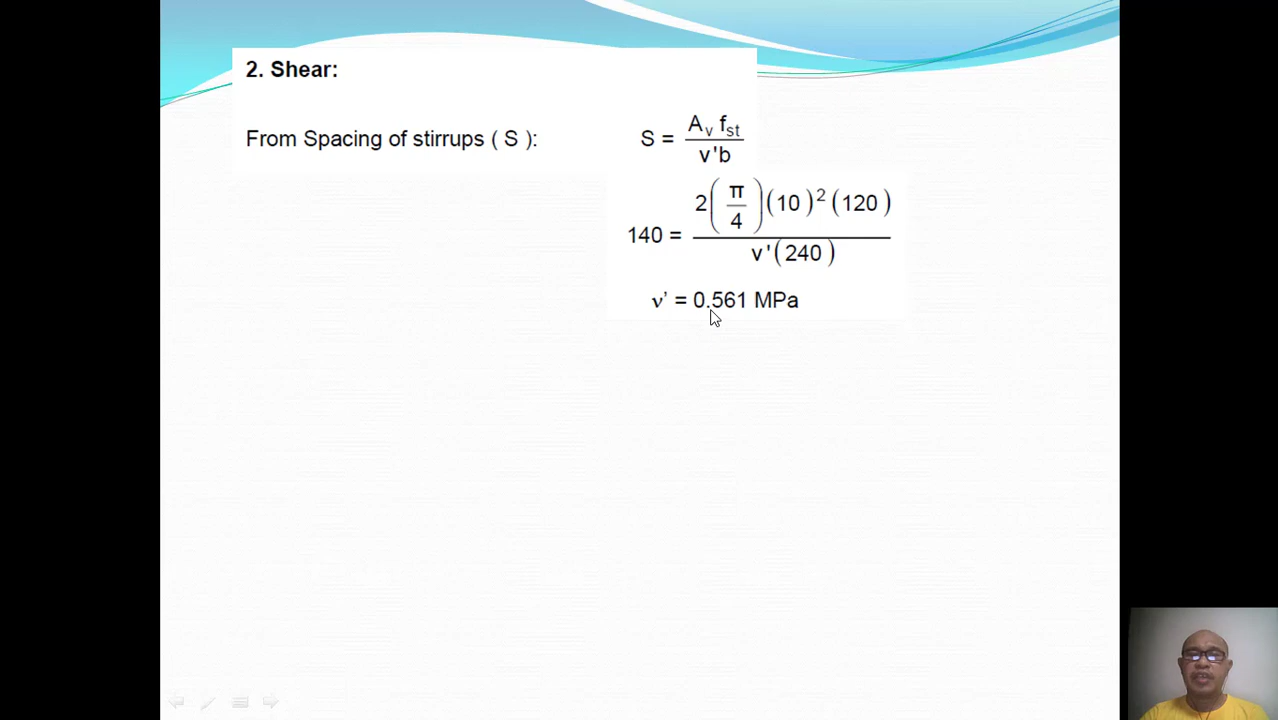 2. Shear:
From Spacing of stirrups ( S ): S = A_v f_st / v'b
140 = 2(π/4)(10)²(120) / v'(240)
v' = 0.561 MPa